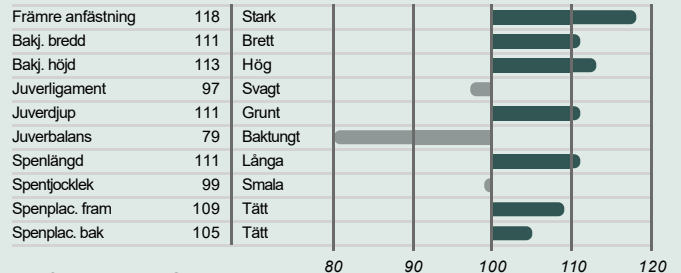 Främre anfästning 118 Stark
Bakj. bredd 111 Brett
Bakj. höjd 113 Hög
Juverligament 97 Svagt
Juverdjup 111 Grunt
Juverbalans 79 Baktungt
Spenlängd 111 Långa
Spentjocklek 99 Smala
Spenplac. fram 109 Tätt
Spenplac. bak 105 Tätt
80 90 100 110 120